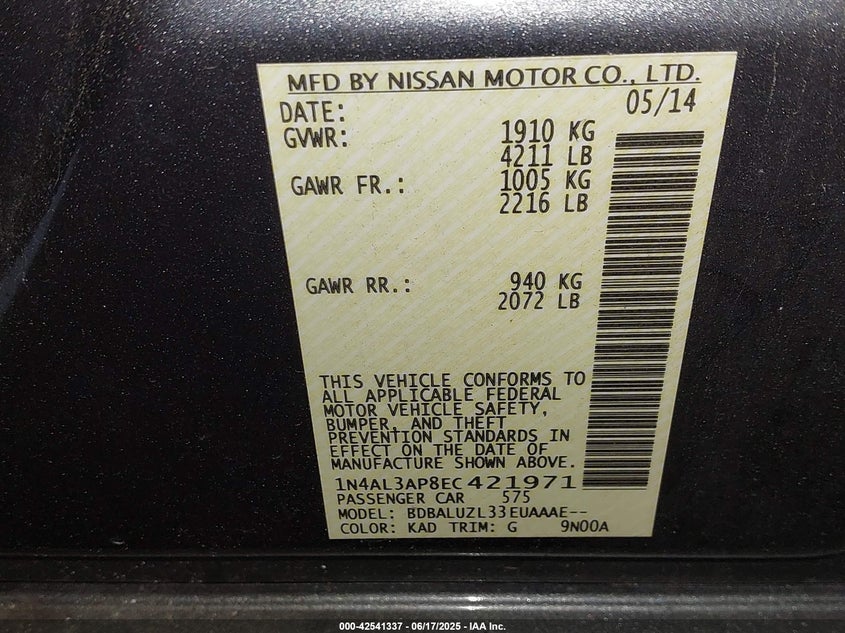 MFD BY NISSAN MOTOR CO., LTD.
DATE: 05/14
GVWR: 1910 KG
4211 LB
GAWR FR.: 1005 KG
2216 LB
GAWR RR.: 940 KG
2072 LB
THIS VEHICLE CONFORMS TO
ALL APPLICABLE FEDERAL
MOTOR VEHICLE SAFETY,
BUMPER, AND THEFT
PREVENTION STANDARDS IN
EFFECT ON THE DATE OF
MANUFACTURE SHOWN ABOVE.
1N4AL3AP8EC421971
PASSENGER CAR 575
MODEL: BDBALUZL33EUAAAE--
COLOR: KAD TRIM: G 9N00A
000-42541337 - 06/17/2025 - IAA Inc.